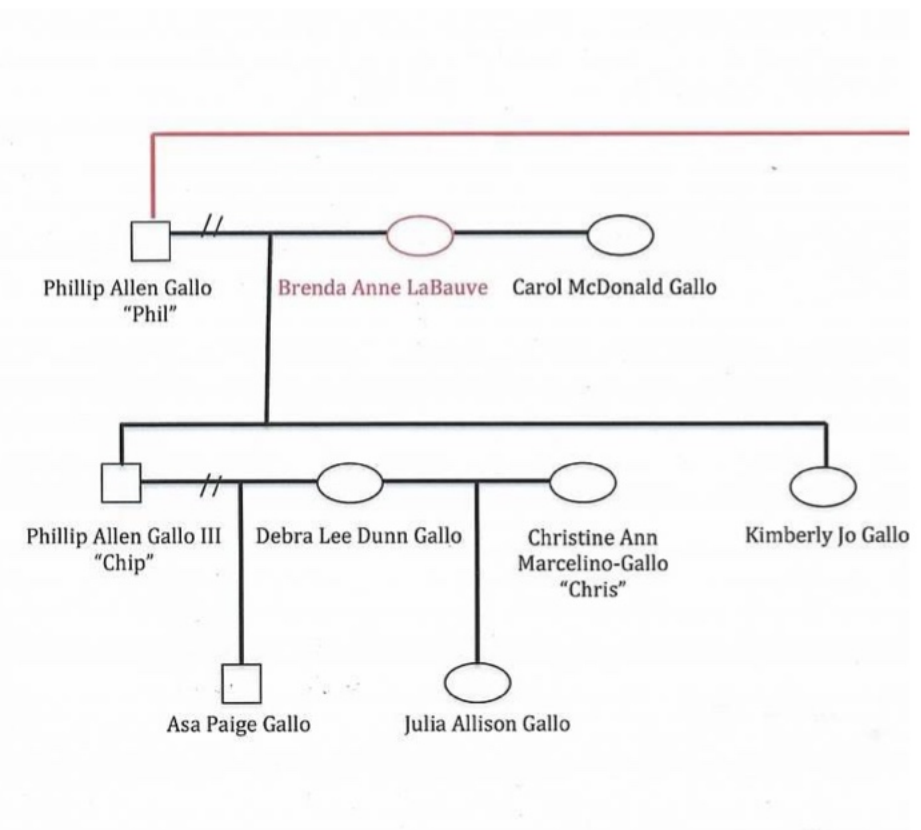 Phillip Allen Gallo
"Phil"
Brenda Anne LaBauve
Carol McDonald Gallo
Phillip Allen Gallo III
"Chip"
Debra Lee Dunn Gallo
Christine Ann
Marcelino-Gallo
"Chris"
Kimberly Jo Gallo
Asa Paige Gallo
Julia Allison Gallo